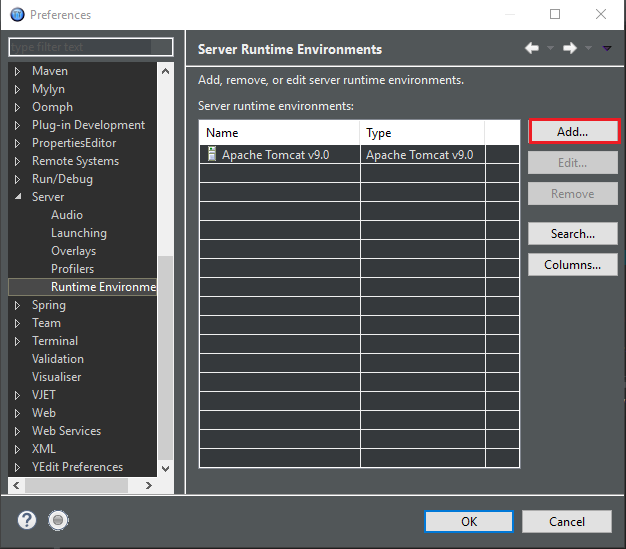 Preferences
type filter text
Maven
Mylyn
Oomph
Plug-in Development
PropertiesEditor
Remote Systems
Run/Debug
Server
Audio
Launching
Overlays
Profilers
Runtime Environme
Spring
Team
Terminal
Validation
Visualiser
VJET
Web
Web Services
XML
YEdit Preferences
Server Runtime Environments
Add, remove, or edit server runtime environments.
Server runtime environments:
Name Type
Apache Tomcat v9.0 Apache Tomcat v9.0
Add...
Edit...
Remove
Search...
Columns...
?
OK Cancel